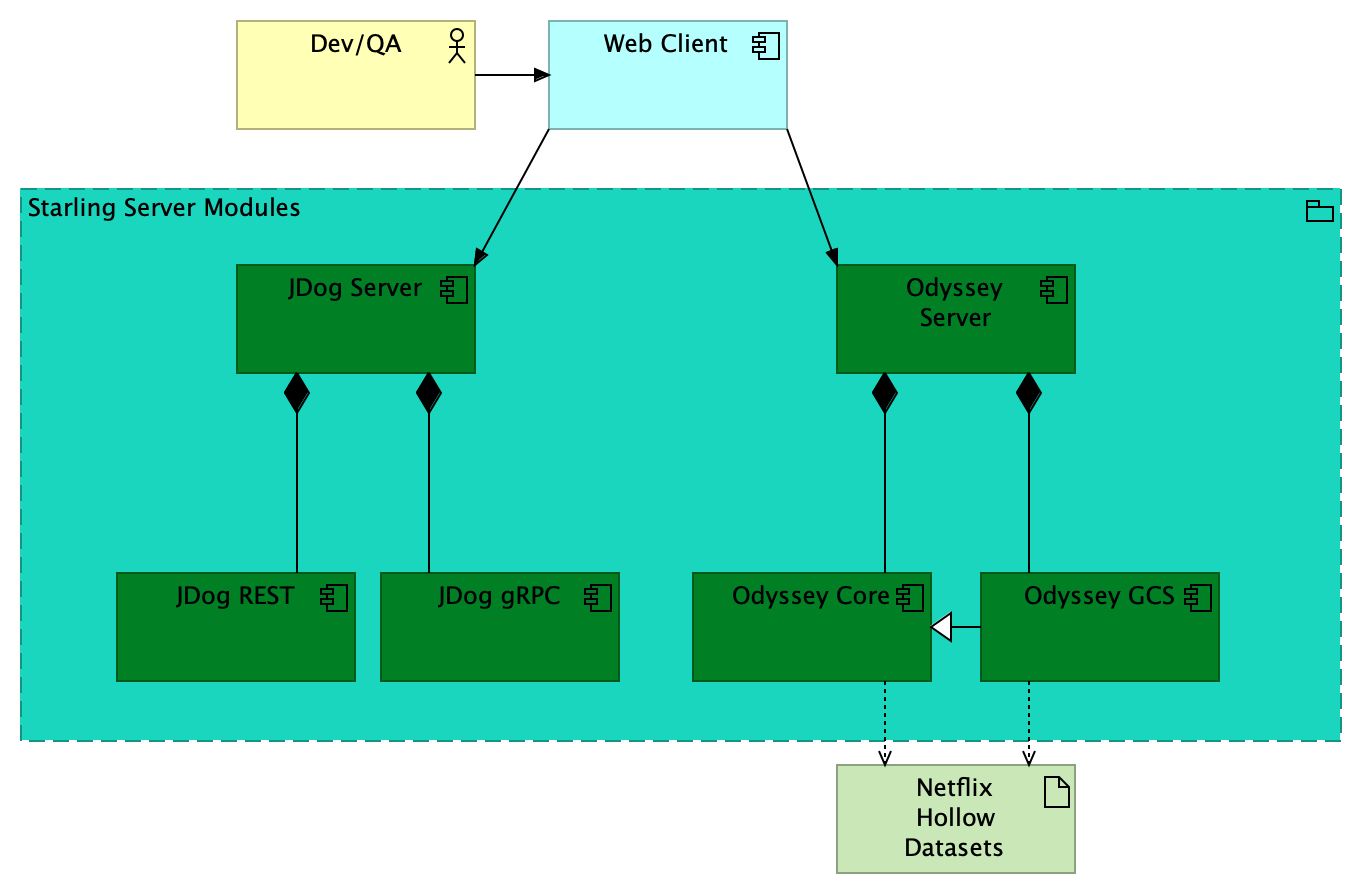 Dev/QA
Web Client
Starling Server Modules
JDog Server
Odyssey
Server
JDog REST
JDog gRPC
Odyssey Core
Odyssey GCS
Netflix
Hollow
Datasets